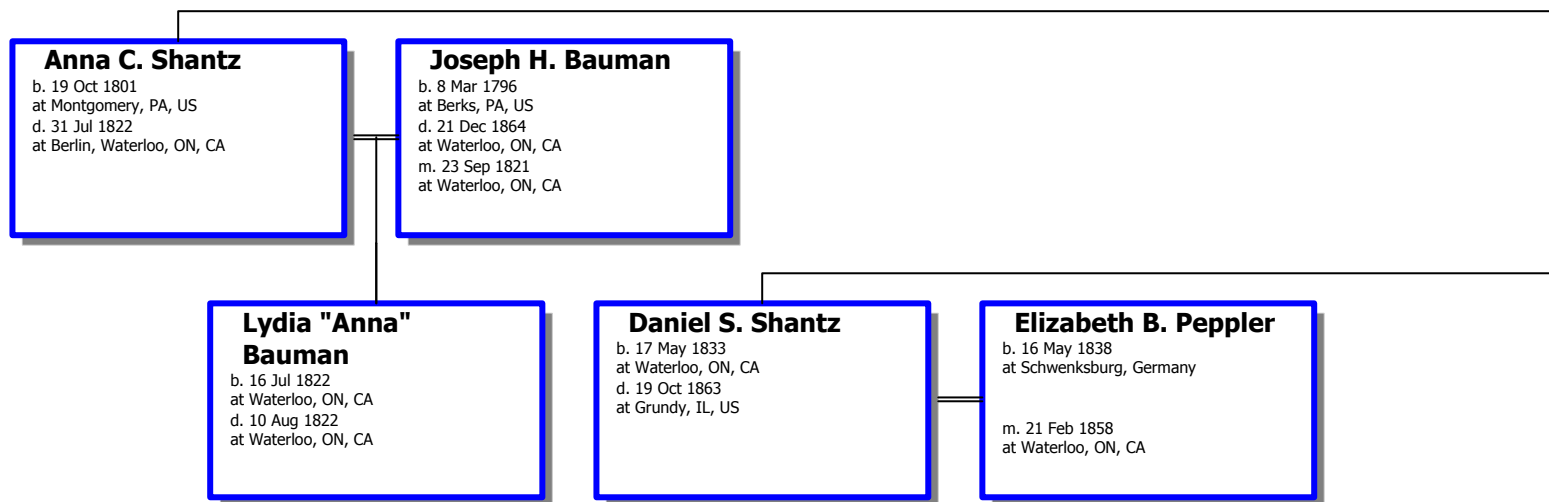 Anna C. Shantz
b. 19 Oct 1801
at Montgomery, PA, US
d. 31 Jul 1822
at Berlin, Waterloo, ON, CA
Joseph H. Bauman
b. 8 Mar 1796
at Berks, PA, US
d. 21 Dec 1864
at Waterloo, ON, CA
m. 23 Sep 1821
at Waterloo, ON, CA
Lydia "Anna"
Bauman
b. 16 Jul 1822
at Waterloo, ON, CA
d. 10 Aug 1822
at Waterloo, ON, CA
Daniel S. Shantz
b. 17 May 1833
at Waterloo, ON, CA
d. 19 Oct 1863
at Grundy, IL, US
Elizabeth B. Peppler
b. 16 May 1838
at Schwenksburg, Germany
m. 21 Feb 1858
at Waterloo, ON, CA